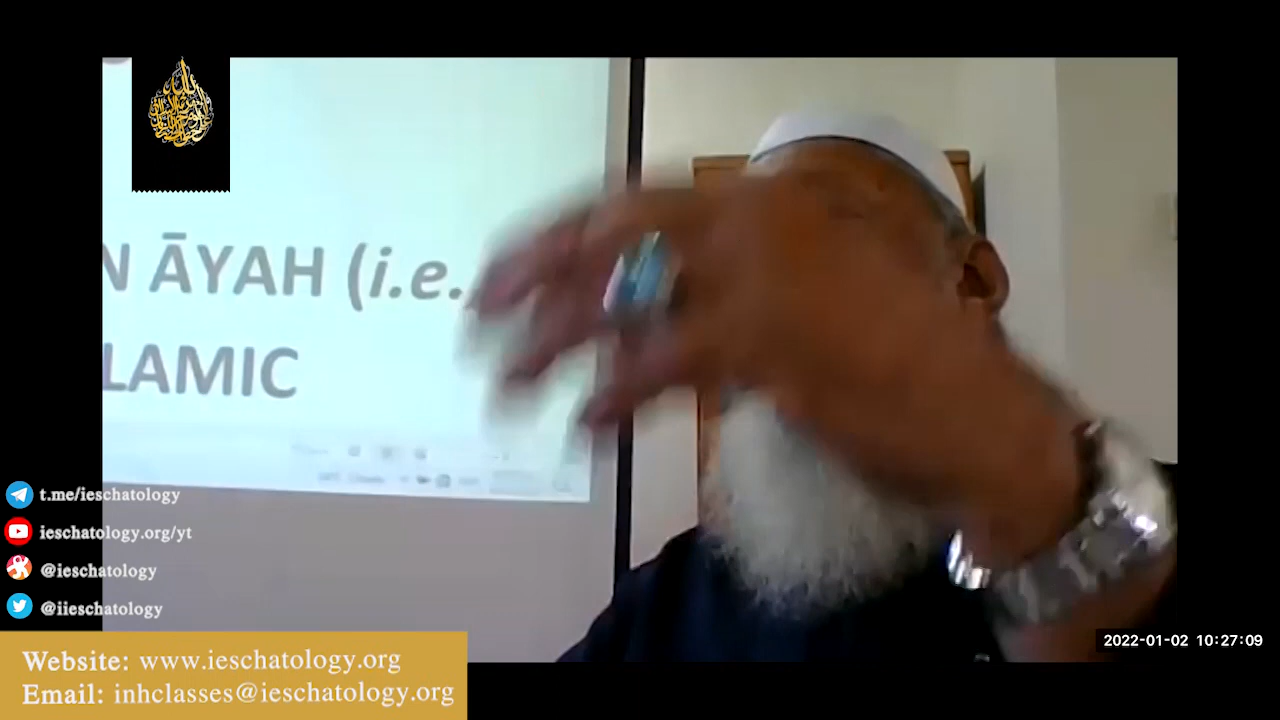 N ĀYAH (i.e.
LAMIC
t.me/ieschatology
ieschatology.org/yt
@ieschatology
@iieschatology
Website: www.ieschatology.org
Email: inhclasses@ieschatology.org
2022-01-02 10:27:09